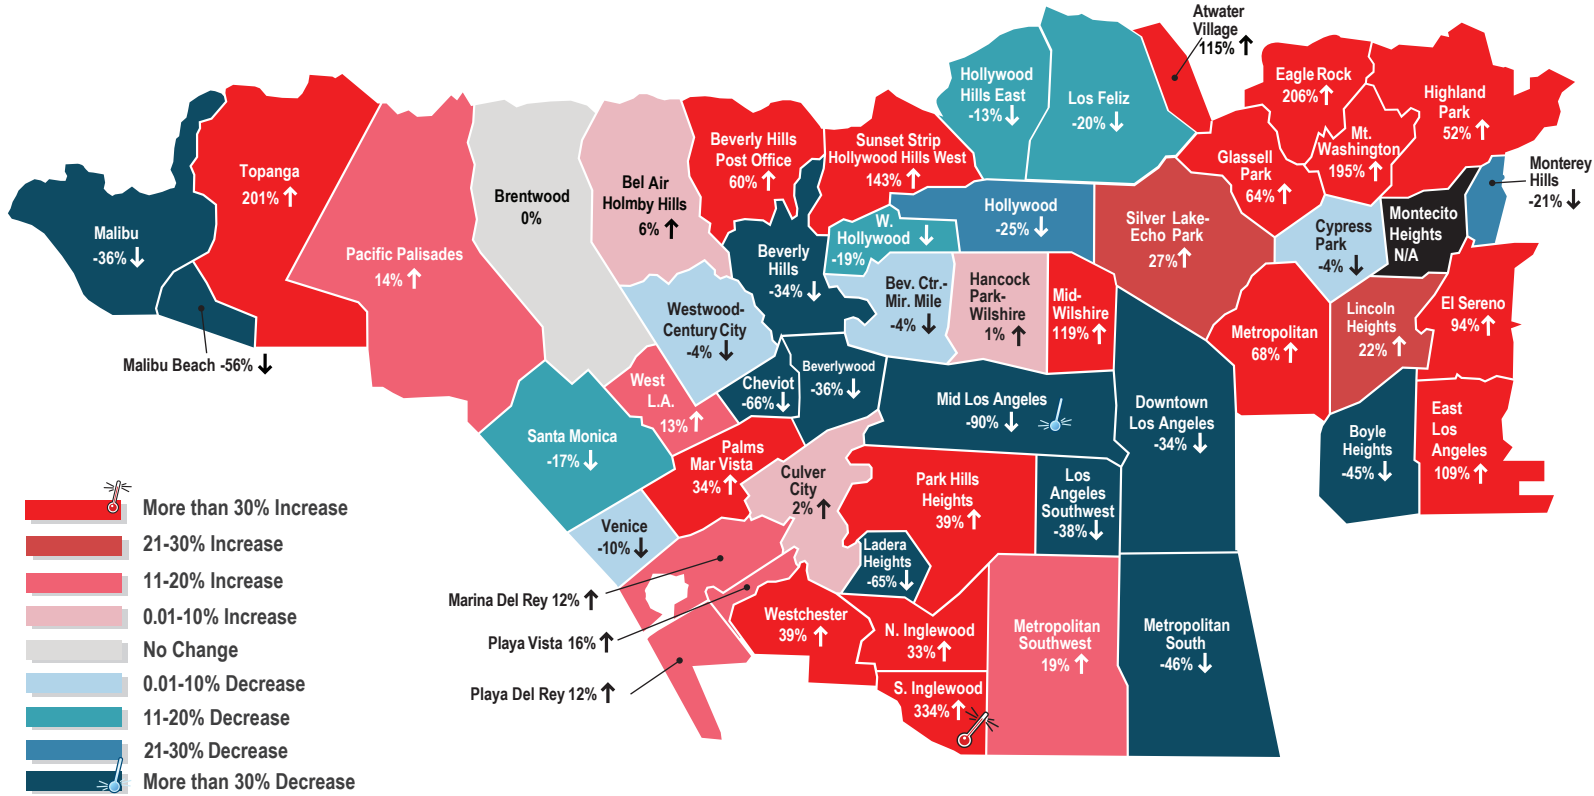 Atwater
Village
115%
Hollywood
Hills East
-13%
Los Feliz
-20%
Eagle Rock
206%
Highland
Park
52%
Mt.
Washington
195%
Glassell
Park
64%
Monterey
Hills
-21%
Topanga
201%
Beverly Hills
Post Office
60%
Sunset Strip
Hollywood Hills West
143%
Brentwood
0%
Bel Air
Holmby Hills
6%
Malibu
-36%
Pacific Palisades
14%
Beverly
Hills
-34%
W.
Hollywood
-19%
Hollywood
-25%
Silver Lake-
Echo Park
27%
Cypress
Park
-4%
Montecito
Heights
N/A
Westwood-
Century City
-4%
Bev. Ctr.-
Mir. Mile
-4%
Hancock
Park-
Wilshire
1%
Mid-
Wilshire
119%
Metropolitan
68%
Lincoln
Heights
22%
El Sereno
94%
Malibu Beach -56%
West
L.A.
13%
Cheviot
-66%
Beverlywood
-36%
Mid Los Angeles
-90%
Downtown
Los Angeles
-34%
Boyle
Heights
-45%
East
Los
Angeles
109%
Santa Monica
-17%
Palms
Mar Vista
34%
Culver
City
2%
Park Hills
Heights
39%
Los
Angeles
Southwest
-38%
Venice
-10%
Ladera
Heights
-65%
Marina Del Rey 12%
Playa Vista 16%
Playa Del Rey 12%
Westchester
39%
N. Inglewood
33%
Metropolitan
Southwest
19%
Metropolitan
South
-46%
S. Inglewood
334%
More than 30% Increase
21-30% Increase
11-20% Increase
0.01-10% Increase
No Change
0.01-10% Decrease
11-20% Decrease
21-30% Decrease
More than 30% Decrease